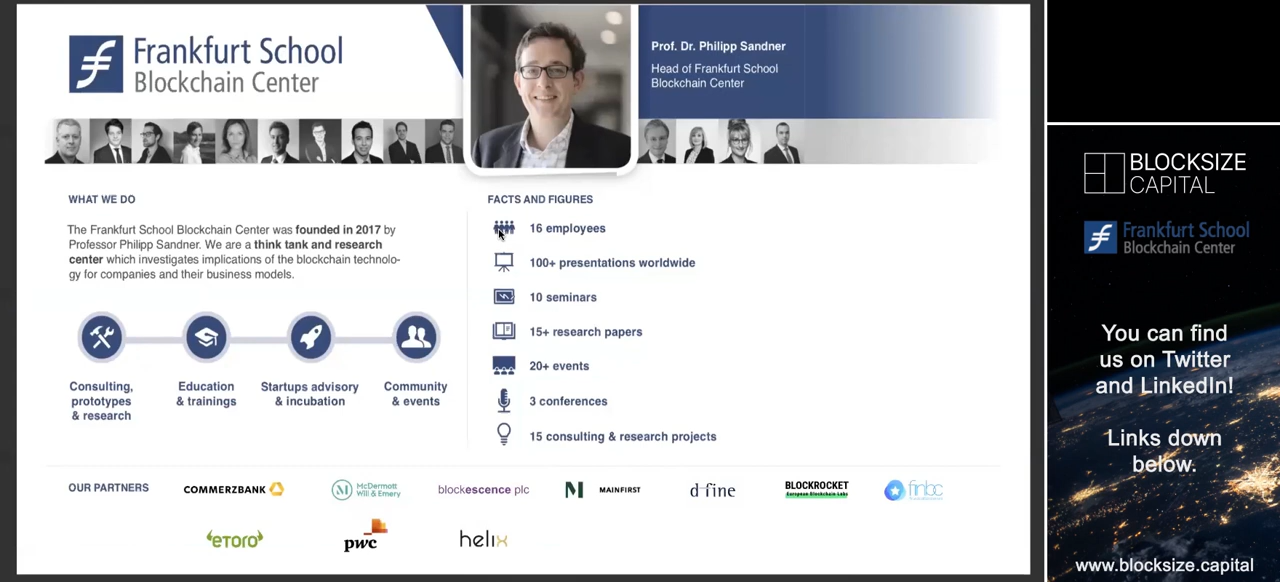 Frankfurt School
Blockchain Center
Prof. Dr. Philipp Sandner
Head of Frankfurt School
Blockchain Center
WHAT WE DO
The Frankfurt School Blockchain Center was founded in 2017 by
Professor Philipp Sandner. We are a think tank and research
center which investigates implications of the blockchain technolo-
gy for companies and their business models.
Consulting,
prototypes
& research
Education
& trainings
Startups advisory
& incubation
Community
& events
FACTS AND FIGURES
16 employees
100+ presentations worldwide
10 seminars
15+ research papers
20+ events
3 conferences
15 consulting & research projects
OUR PARTNERS
COMMERZBANK
McDermott
Will & Emery
blockescence plc
MAINFIRST
d-fine
BLOCKROCKET
European Blockchain Labs
finbc
eTORO
pwc
helix
BLOCKSIZE
CAPITAL
Frankfurt School
Blockchain Center
You can find
us on Twitter
and LinkedIn!
Links down
below.
www.blocksize.capital